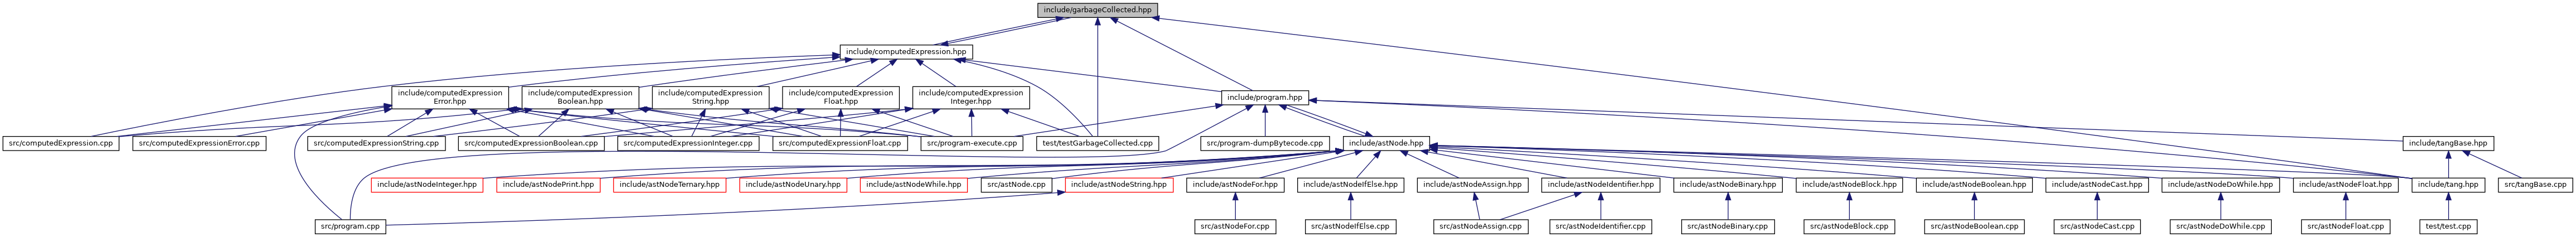 include/garbageCollected.hpp
include/computedExpression.hpp
include/computedExpression
Error.hpp
include/computedExpression
Boolean.hpp
include/computedExpression
String.hpp
include/computedExpression
Float.hpp
include/computedExpression
Integer.hpp
include/program.hpp
src/computedExpression.cpp
src/computedExpressionError.cpp
src/computedExpressionString.cpp
src/computedExpressionBoolean.cpp
src/computedExpressionInteger.cpp
src/computedExpressionFloat.cpp
src/program-execute.cpp
test/testGarbageCollected.cpp
src/program-dumpBytecode.cpp
include/astNode.hpp
include/tangBase.hpp
include/astNodeInteger.hpp
include/astNodePrint.hpp
include/astNodeTernary.hpp
include/astNodeUnary.hpp
include/astNodeWhile.hpp
src/astNode.cpp
include/astNodeString.hpp
include/astNodeFor.hpp
include/astNodeIfElse.hpp
include/astNodeAssign.hpp
include/astNodeIdentifier.hpp
include/astNodeBinary.hpp
include/astNodeBlock.hpp
include/astNodeBoolean.hpp
include/astNodeCast.hpp
include/astNodeDoWhile.hpp
include/astNodeFloat.hpp
include/tang.hpp
src/tangBase.cpp
src/program.cpp
src/astNodeFor.cpp
src/astNodeIfElse.cpp
src/astNodeAssign.cpp
src/astNodeIdentifier.cpp
src/astNodeBinary.cpp
src/astNodeBlock.cpp
src/astNodeBoolean.cpp
src/astNodeCast.cpp
src/astNodeDoWhile.cpp
src/astNodeFloat.cpp
test/test.cpp